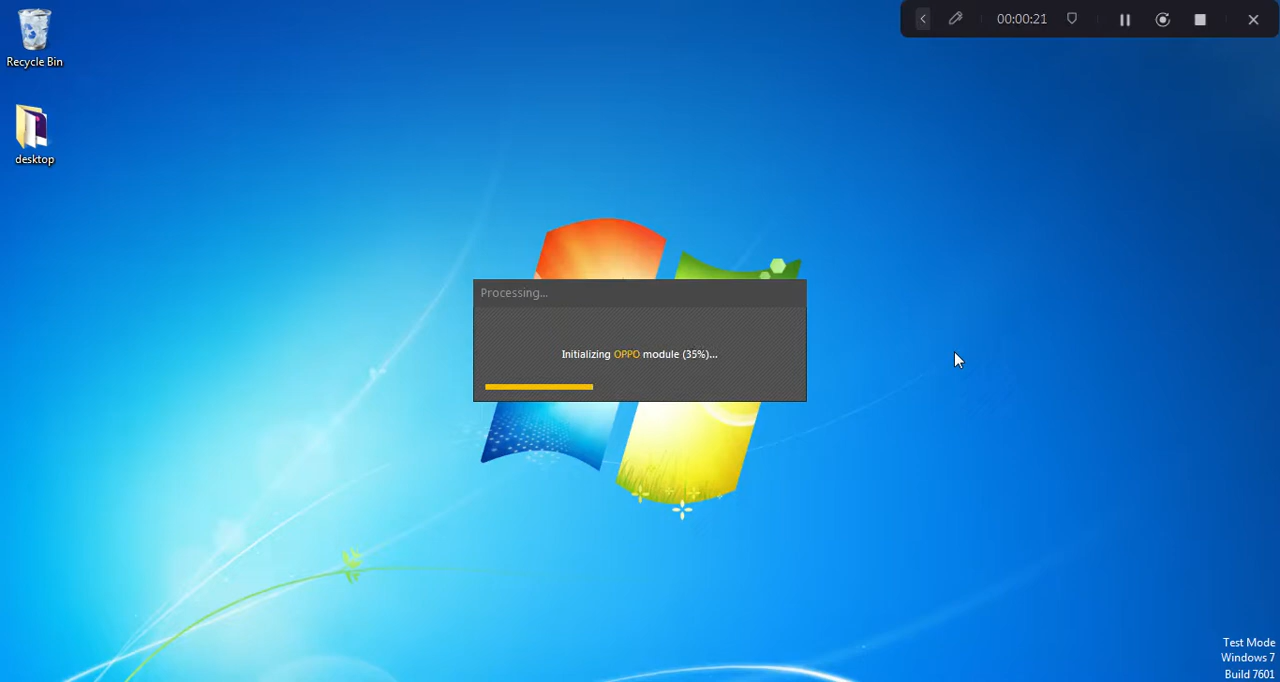 Recycle Bin
desktop
00:00:21
Processing...
Initializing OPPO module (35%)...
Test Mode
Windows 7
Build 7601